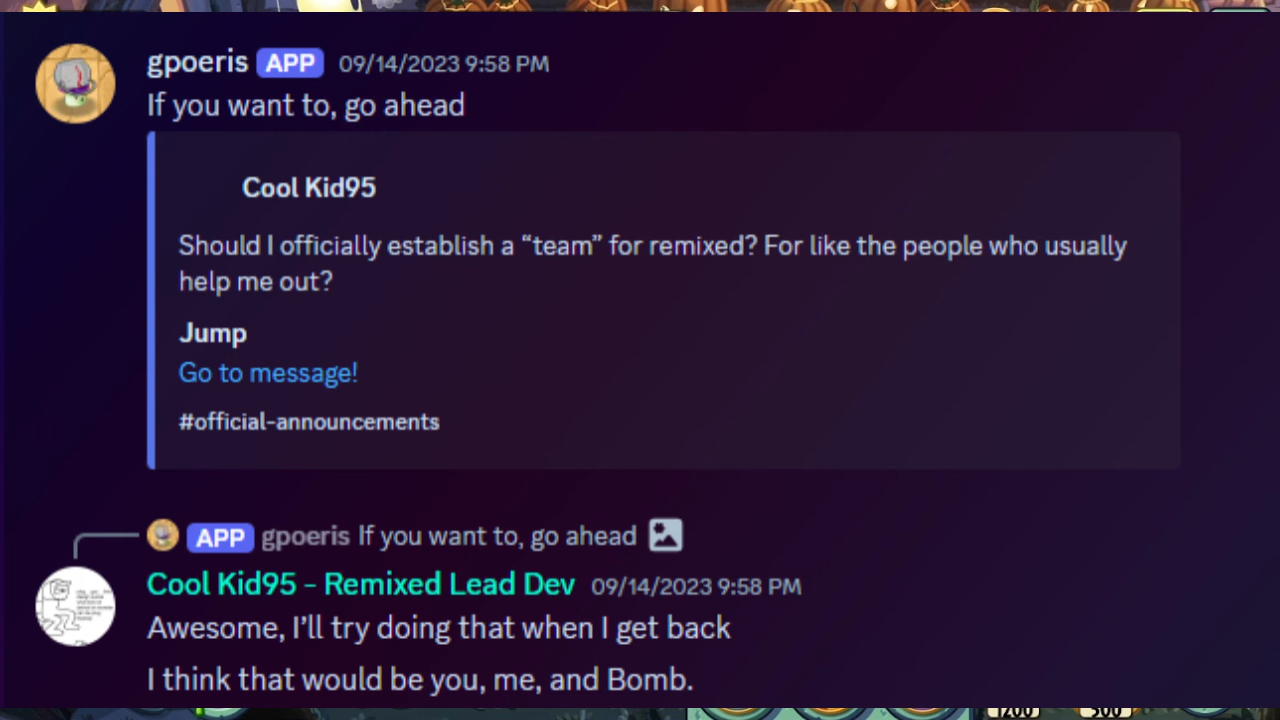 gpoeris APP 09/14/2023 9:58 PM
If you want to, go ahead
Cool Kid95
Should I officially establish a “team” for remixed? For like the people who usually
help me out?
Jump
Go to message!
#official-announcements
APP gpoeris If you want to, go ahead
Cool Kid95 - Remixed Lead Dev 09/14/2023 9:58 PM
Awesome, I’ll try doing that when I get back
I think that would be you, me, and Bomb.
1200